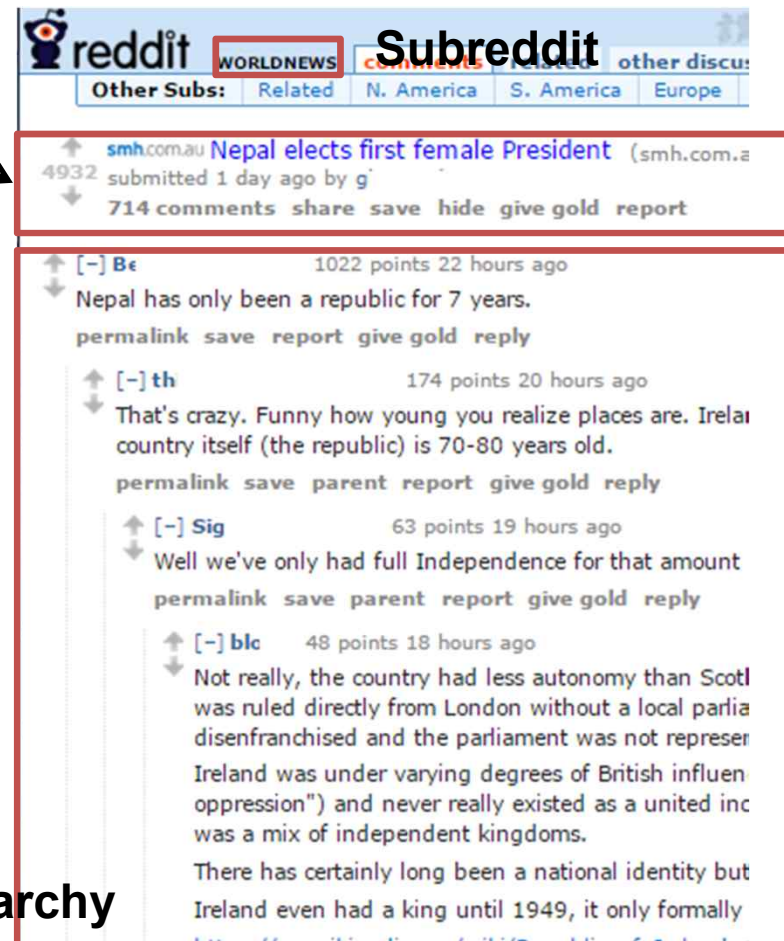 reddit WORLDNEWS Subreddit comments related other discus
Other Subs: Related N. America S. America Europe
smh.com.au Nepal elects first female President (smh.com.a
4932 submitted 1 day ago by g
714 comments share save hide give gold report
[-] Be 1022 points 22 hours ago
Nepal has only been a republic for 7 years.
permalink save report give gold reply
[-] th 174 points 20 hours ago
That's crazy. Funny how young you realize places are. Irelan
country itself (the republic) is 70-80 years old.
permalink save parent report give gold reply
[-] Sig 63 points 19 hours ago
Well we've only had full Independence for that amount
permalink save parent report give gold reply
[-] blo 48 points 18 hours ago
Not really, the country had less autonomy than Scotl
was ruled directly from London without a local parlia
disenfranchised and the parliament was not represen
Ireland was under varying degrees of British influen
oppression") and never really existed as a united inc
was a mix of independent kingdoms.
There has certainly long been a national identity but
archy
Ireland even had a king until 1949, it only formally